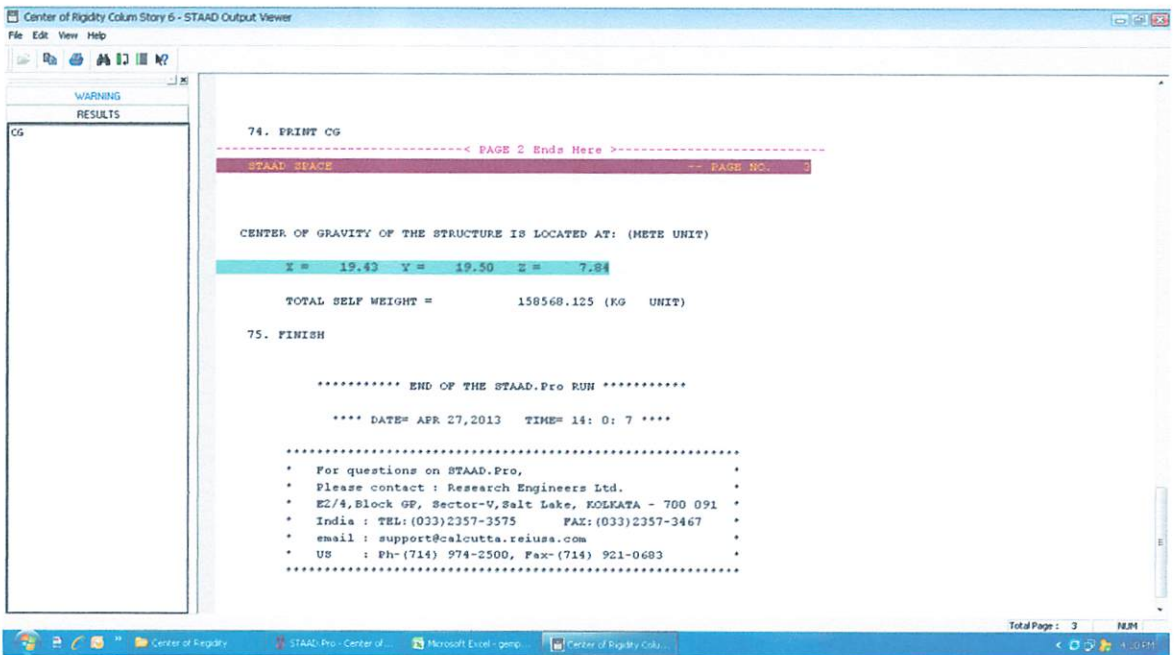 Center of Rigidity Colum Story 6 - STAAD Output Viewer
File Edit View Help
WARNING
RESULTS
CG
74. PRINT CG
-----------------------------< PAGE 2 Ends Here >---------------------------
STAAD SPACE -- PAGE NO. 3
CENTER OF GRAVITY OF THE STRUCTURE IS LOCATED AT: (METE UNIT)
X = 19.43 Y = 19.50 Z = 7.84
TOTAL SELF WEIGHT = 158568.125 (KG UNIT)
75. FINISH
*********** END OF THE STAAD.Pro RUN ***********
**** DATE= APR 27,2013 TIME= 14: 0: 7 ****
************************************************************
* For questions on STAAD.Pro, *
* Please contact : Research Engineers Ltd. *
* E2/4,Block GP, Sector-V,Salt Lake, KOLKATA - 700 091 *
* India : TEL:(033)2357-3575 FAX:(033)2357-3467 *
* email : support@calcutta.reiusa.com *
* US : Ph-(714) 974-2500, Fax-(714) 921-0683 *
************************************************************
Total Page : 3 NUM
Center of Regidity
STAAD.Pro - Center of...
Microsoft Excel - gemp...
Center of Rigidity Colu...
PM